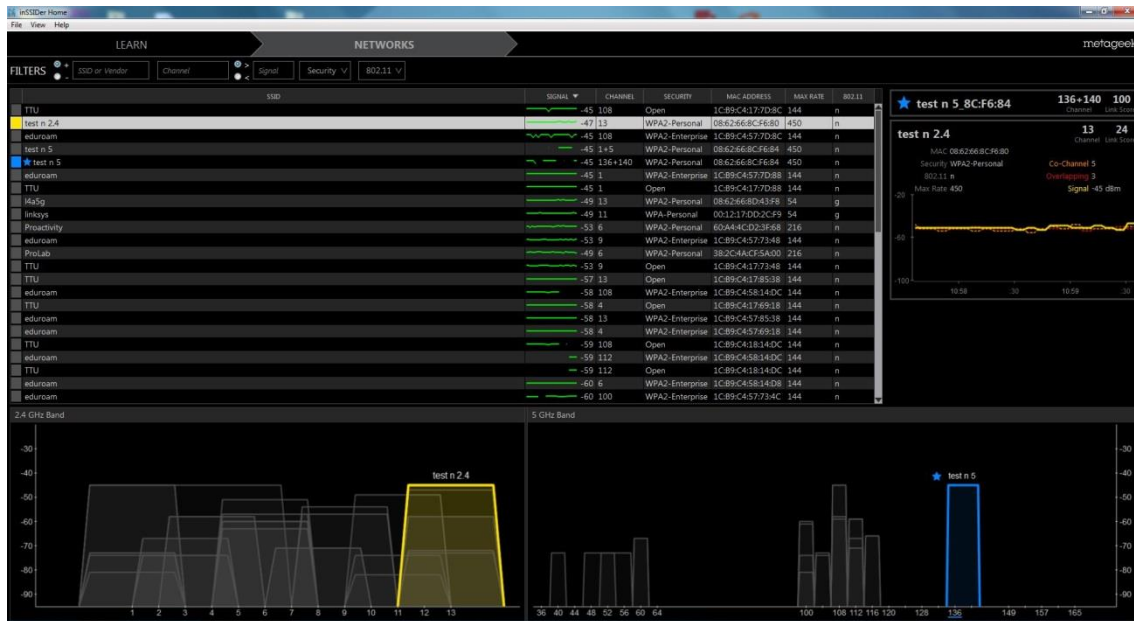 inSSIDer Home
File View Help
LEARN NETWORKS metageek
FILTERS + - SSID or Vendor Channel > < Signal Security 802.11
SSID SIGNAL CHANNEL SECURITY MAC ADDRESS MAX RATE 802.11
TTU -45 108 Open 1C:B9:C4:17:7D:8C 144 n
test n 2.4 -47 13 WPA2-Personal 08:62:66:8C:F6:80 450 n
eduroam -45 108 WPA2-Enterprise 1C:B9:C4:57:7D:8C 144 n
test n 5 -45 1+5 WPA2-Personal 08:62:66:8C:F6:84 450 n
test n 5 -45 136+140 WPA2-Personal 08:62:66:8C:F6:84 450 n
eduroam -45 1 WPA2-Enterprise 1C:B9:C4:57:7D:88 144 n
TTU -45 1 Open 1C:B9:C4:17:7D:88 144 n
l4a5g -49 13 WPA2-Personal 08:62:66:8D:43:F8 54 g
linksys -49 11 WPA-Personal 00:12:17:DD:2C:F9 54 g
Proactivity -53 6 WPA2-Personal 60:A4:4C:D2:3F:68 216 n
eduroam -53 9 WPA2-Enterprise 1C:B9:C4:57:73:48 144 n
ProLab -49 6 WPA2-Personal 38:2C:4A:CF:5A:00 216 n
TTU -53 9 Open 1C:B9:C4:17:73:48 144 n
TTU -57 13 Open 1C:B9:C4:17:85:38 144 n
eduroam -58 108 WPA2-Enterprise 1C:B9:C4:58:14:DC 144 n
TTU -58 4 Open 1C:B9:C4:17:69:18 144 n
eduroam -58 13 WPA2-Enterprise 1C:B9:C4:57:85:38 144 n
eduroam -58 4 WPA2-Enterprise 1C:B9:C4:57:69:18 144 n
TTU -59 108 Open 1C:B9:C4:18:14:DC 144 n
eduroam -59 112 WPA2-Enterprise 1C:B9:C4:58:14:DC 144 n
TTU -59 112 Open 1C:B9:C4:18:14:DC 144 n
eduroam -60 6 WPA2-Enterprise 1C:B9:C4:58:14:D8 144 n
eduroam -60 100 WPA2-Enterprise 1C:B9:C4:57:73:4C 144 n
test n 5_8C:F6:84 136+140 100
Channel Link Score
test n 2.4 13 24
Channel Link Score
MAC 08:62:66:8C:F6:80
Security WPA2-Personal Co-Channel 5
802.11 n Overlapping 3
Max Rate 450 Signal -45 dBm
-20
-60
-100
10:58 :30 10:59 :30
2.4 GHz Band
test n 2.4
-30
-40
-50
-60
-70
-80
-90
1 2 3 4 5 6 7 8 9 10 11 12 13
5 GHz Band
test n 5
-30
-40
-50
-60
-70
-80
-90
36 40 44 48 52 56 60 64 100 108 112 116 120 128 136 149 157 165